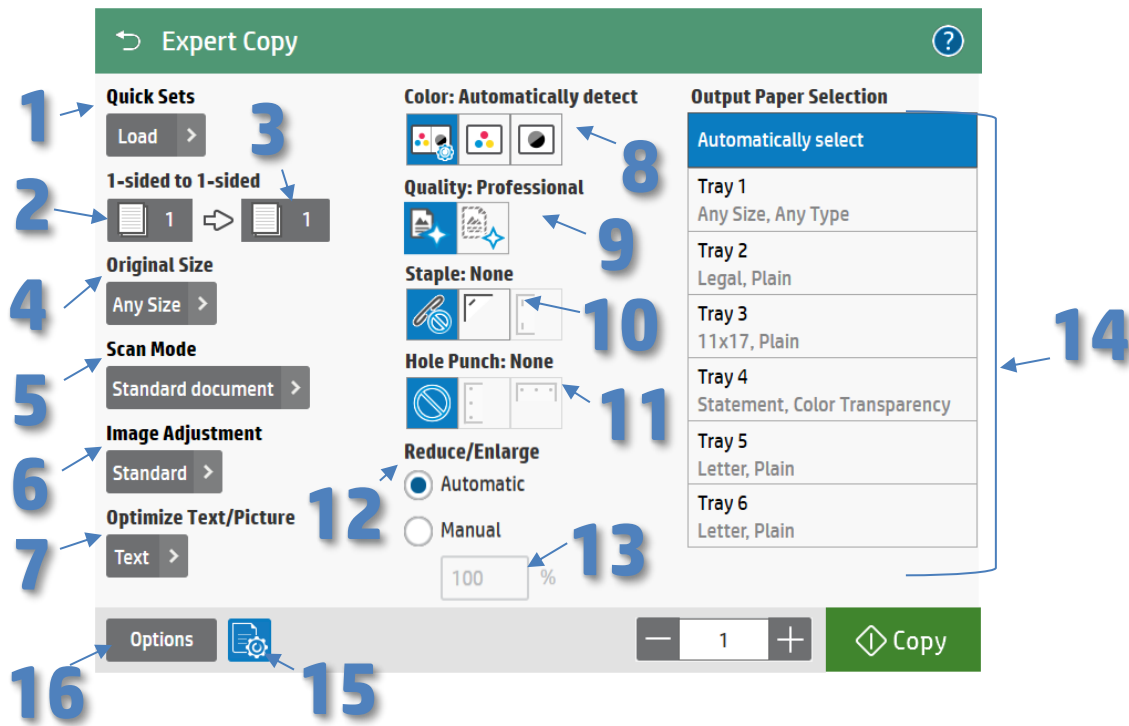 Expert Copy
?
1
Quick Sets
Load >
2
3
1-sided to 1-sided
1
1
4
Original Size
Any Size >
5
Scan Mode
Standard document >
6
Image Adjustment
Standard >
7
Optimize Text/Picture
Text >
Color: Automatically detect
8
Quality: Professional
9
Staple: None
10
Hole Punch: None
11
12
Reduce/Enlarge
Automatic
Manual
100 %
13
Output Paper Selection
Automatically select
Tray 1
Any Size, Any Type
Tray 2
Legal, Plain
Tray 3
11x17, Plain
Tray 4
Statement, Color Transparency
Tray 5
Letter, Plain
Tray 6
Letter, Plain
14
Options
16
15
1
Copy